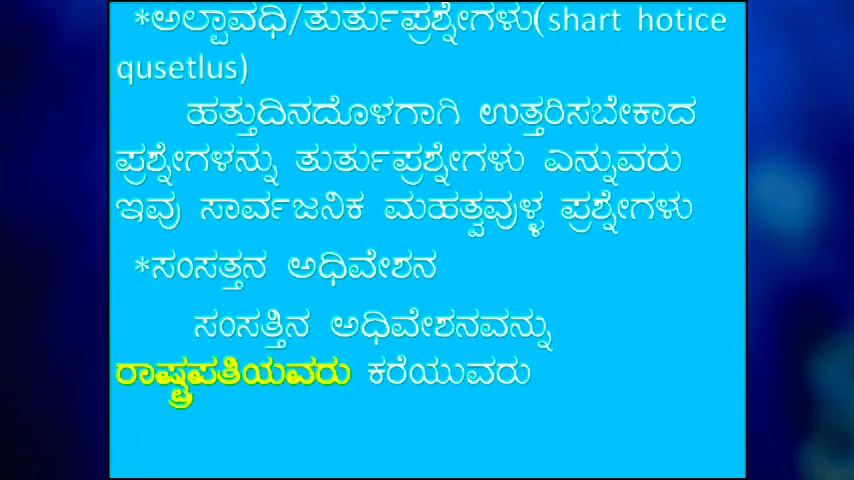 *ಅಲ್ಪಾವಧಿ/ತುರ್ತುಪ್ರಶ್ನೇಗಳು(shart hotice
qusetlus)
ಹತ್ತುದಿನದೊಳಗಾಗಿ ಉತ್ತರಿಸಬೇಕಾದ
ಪ್ರಶ್ನೇಗಳನ್ನು ತುರ್ತುಪ್ರಶ್ನೇಗಳು ಎನ್ನುವರು
ಇವು ಸಾರ್ವಜನಿಕ ಮಹತ್ವವುಳ್ಳ ಪ್ರಶ್ನೇಗಳು
*ಸಂಸತ್ತನ ಅಧಿವೇಶನ
ಸಂಸತ್ತಿನ ಅಧಿವೇಶನವನ್ನು
ರಾಷ್ಟ್ರಪತಿಯವರು ಕರೆಯುವರು